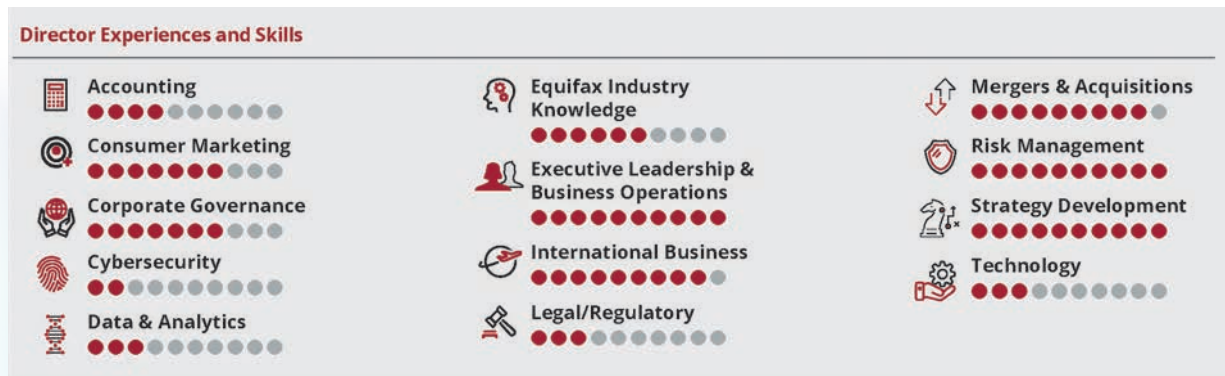 Director Experiences and Skills
Accounting
Consumer Marketing
Corporate Governance
Cybersecurity
Data & Analytics
Equifax Industry
Knowledge
Executive Leadership &
Business Operations
International Business
Legal/Regulatory
Mergers & Acquisitions
Risk Management
Strategy Development
Technology